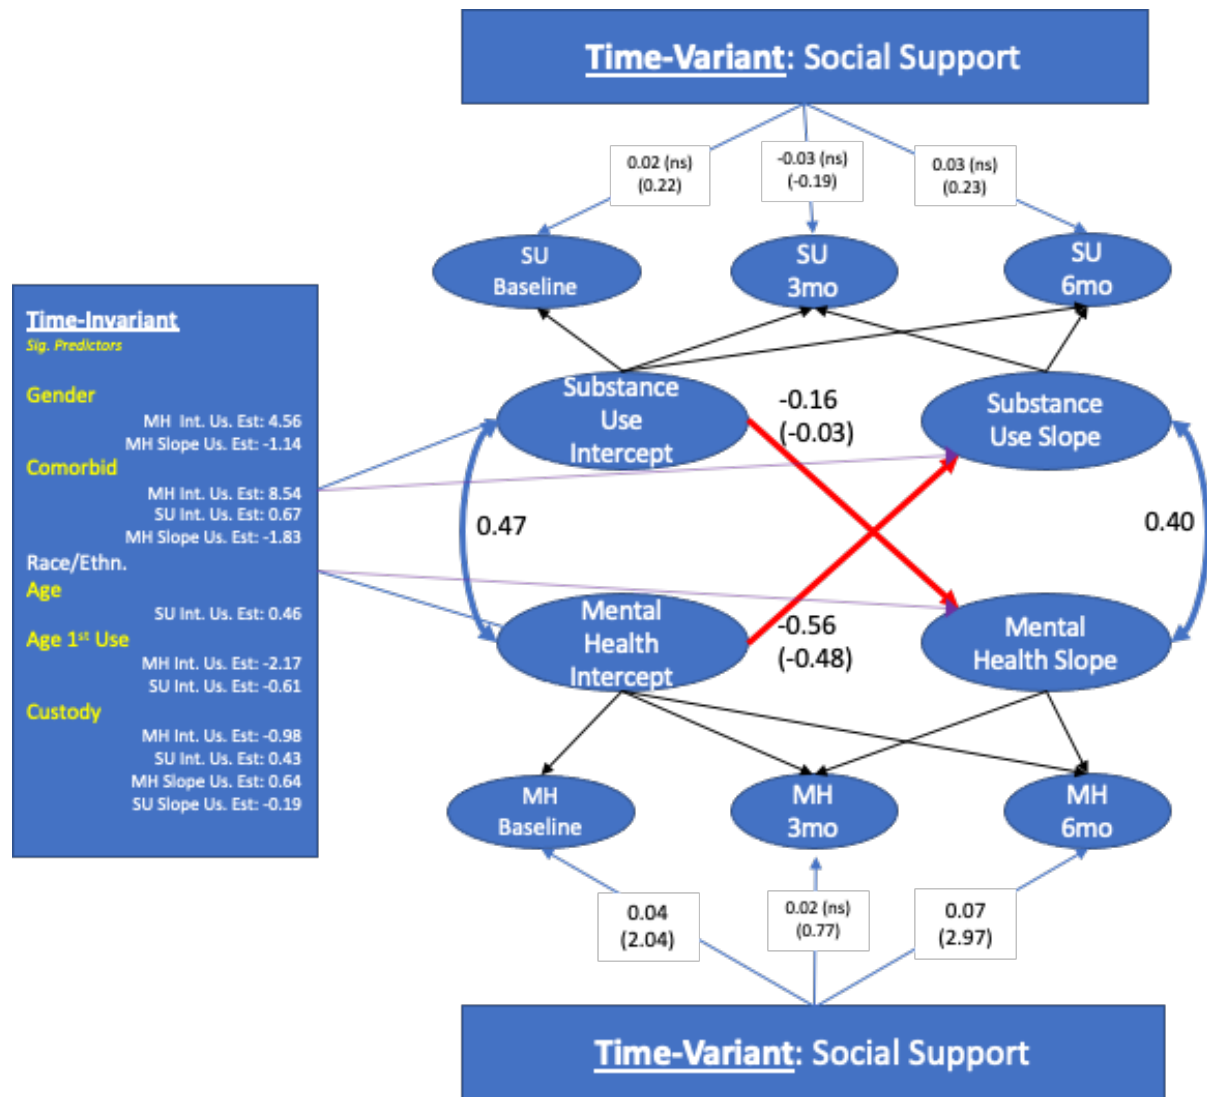 Time-Variant: Social Support
0.02 (ns)
(0.22)
-0.03 (ns)
(-0.19)
0.03 (ns)
(0.23)
SU
Baseline
SU
3mo
SU
6mo
Time-Invariant
Sig. Predictors
Gender
MH Int. Us. Est: 4.56
MH Slope Us. Est: -1.14
Comorbid
MH Int. Us. Est: 8.54
SU Int. Us. Est: 0.67
MH Slope Us. Est: -1.83
Race/Ethn.
Age
SU Int. Us. Est: 0.46
Age 1st Use
MH Int. Us. Est: -2.17
SU Int. Us. Est: -0.61
Custody
MH Int. Us. Est: -0.98
SU Int. Us. Est: 0.43
MH Slope Us. Est: 0.64
SU Slope Us. Est: -0.19
Substance
Use
Intercept
-0.16
(-0.03)
Substance
Use Slope
0.47
0.40
Mental
Health
Intercept
-0.56
(-0.48)
Mental
Health Slope
MH
Baseline
MH
3mo
MH
6mo
0.04
(2.04)
0.02 (ns)
(0.77)
0.07
(2.97)
Time-Variant: Social Support